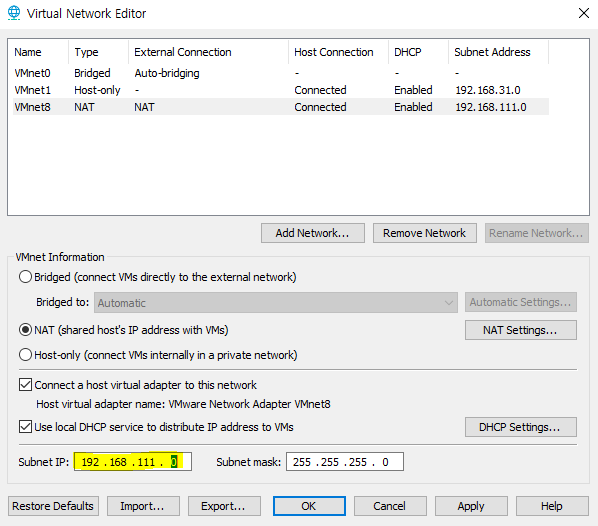 Virtual Network Editor
Name Type External Connection Host Connection DHCP Subnet Address
VMnet0 Bridged Auto-bridging - - -
VMnet1 Host-only - Connected Enabled 192.168.31.0
VMnet8 NAT NAT Connected Enabled 192.168.111.0
Add Network... Remove Network Rename Network...
VMnet Information
Bridged (connect VMs directly to the external network)
Bridged to: Automatic Automatic Settings...
NAT (shared host's IP address with VMs) NAT Settings...
Host-only (connect VMs internally in a private network)
Connect a host virtual adapter to this network
Host virtual adapter name: VMware Network Adapter VMnet8
Use local DHCP service to distribute IP address to VMs DHCP Settings...
Subnet IP: 192 . 168 . 111 . 0 Subnet mask: 255 . 255 . 255 . 0
Restore Defaults Import... Export... OK Cancel Apply Help